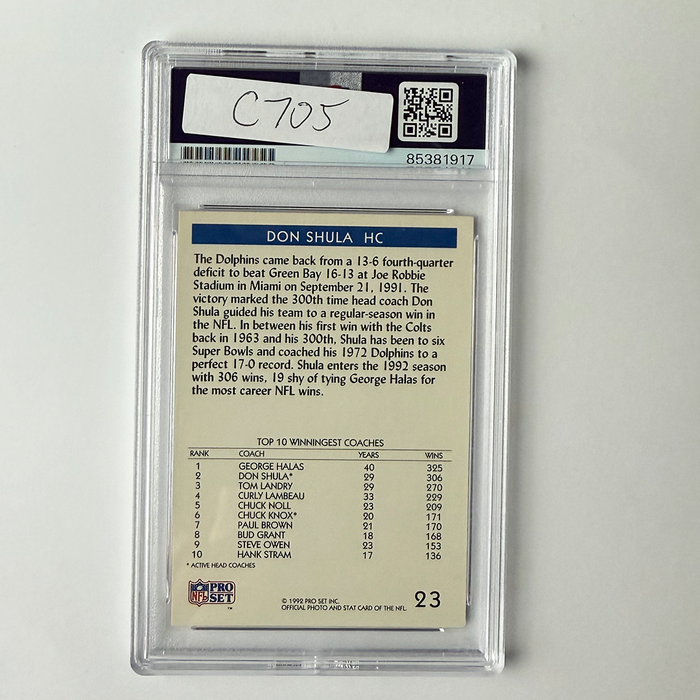 C705
85381917
DON SHULA HC
The Dolphins came back from a 13-6 fourth-quarter
deficit to beat Green Bay 16-13 at Joe Robbie
Stadium in Miami on September 21, 1991. The
victory marked the 300th time head coach Don
Shula guided his team to a regular-season win in
the NFL. In between his first win with the Colts
back in 1963 and his 300th, Shula has been to six
Super Bowls and coached his 1972 Dolphins to a
perfect 17-0 record. Shula enters the 1992 season
with 306 wins, 19 shy of tying George Halas for
the most career NFL wins.
TOP 10 WINNINGEST COACHES
RANK COACH YEARS WINS
1 GEORGE HALAS 40 325
2 DON SHULA* 29 306
3 TOM LANDRY 29 270
4 CURLY LAMBEAU 33 229
5 CHUCK NOLL 23 209
6 CHUCK KNOX* 20 171
7 PAUL BROWN 21 170
8 BUD GRANT 18 168
9 STEVE OWEN 23 153
10 HANK STRAM 17 136
* ACTIVE HEAD COACHES
NFL PRO SET ™
© 1992 PRO SET INC.
OFFICIAL PHOTO AND STAT CARD OF THE NFL.
23